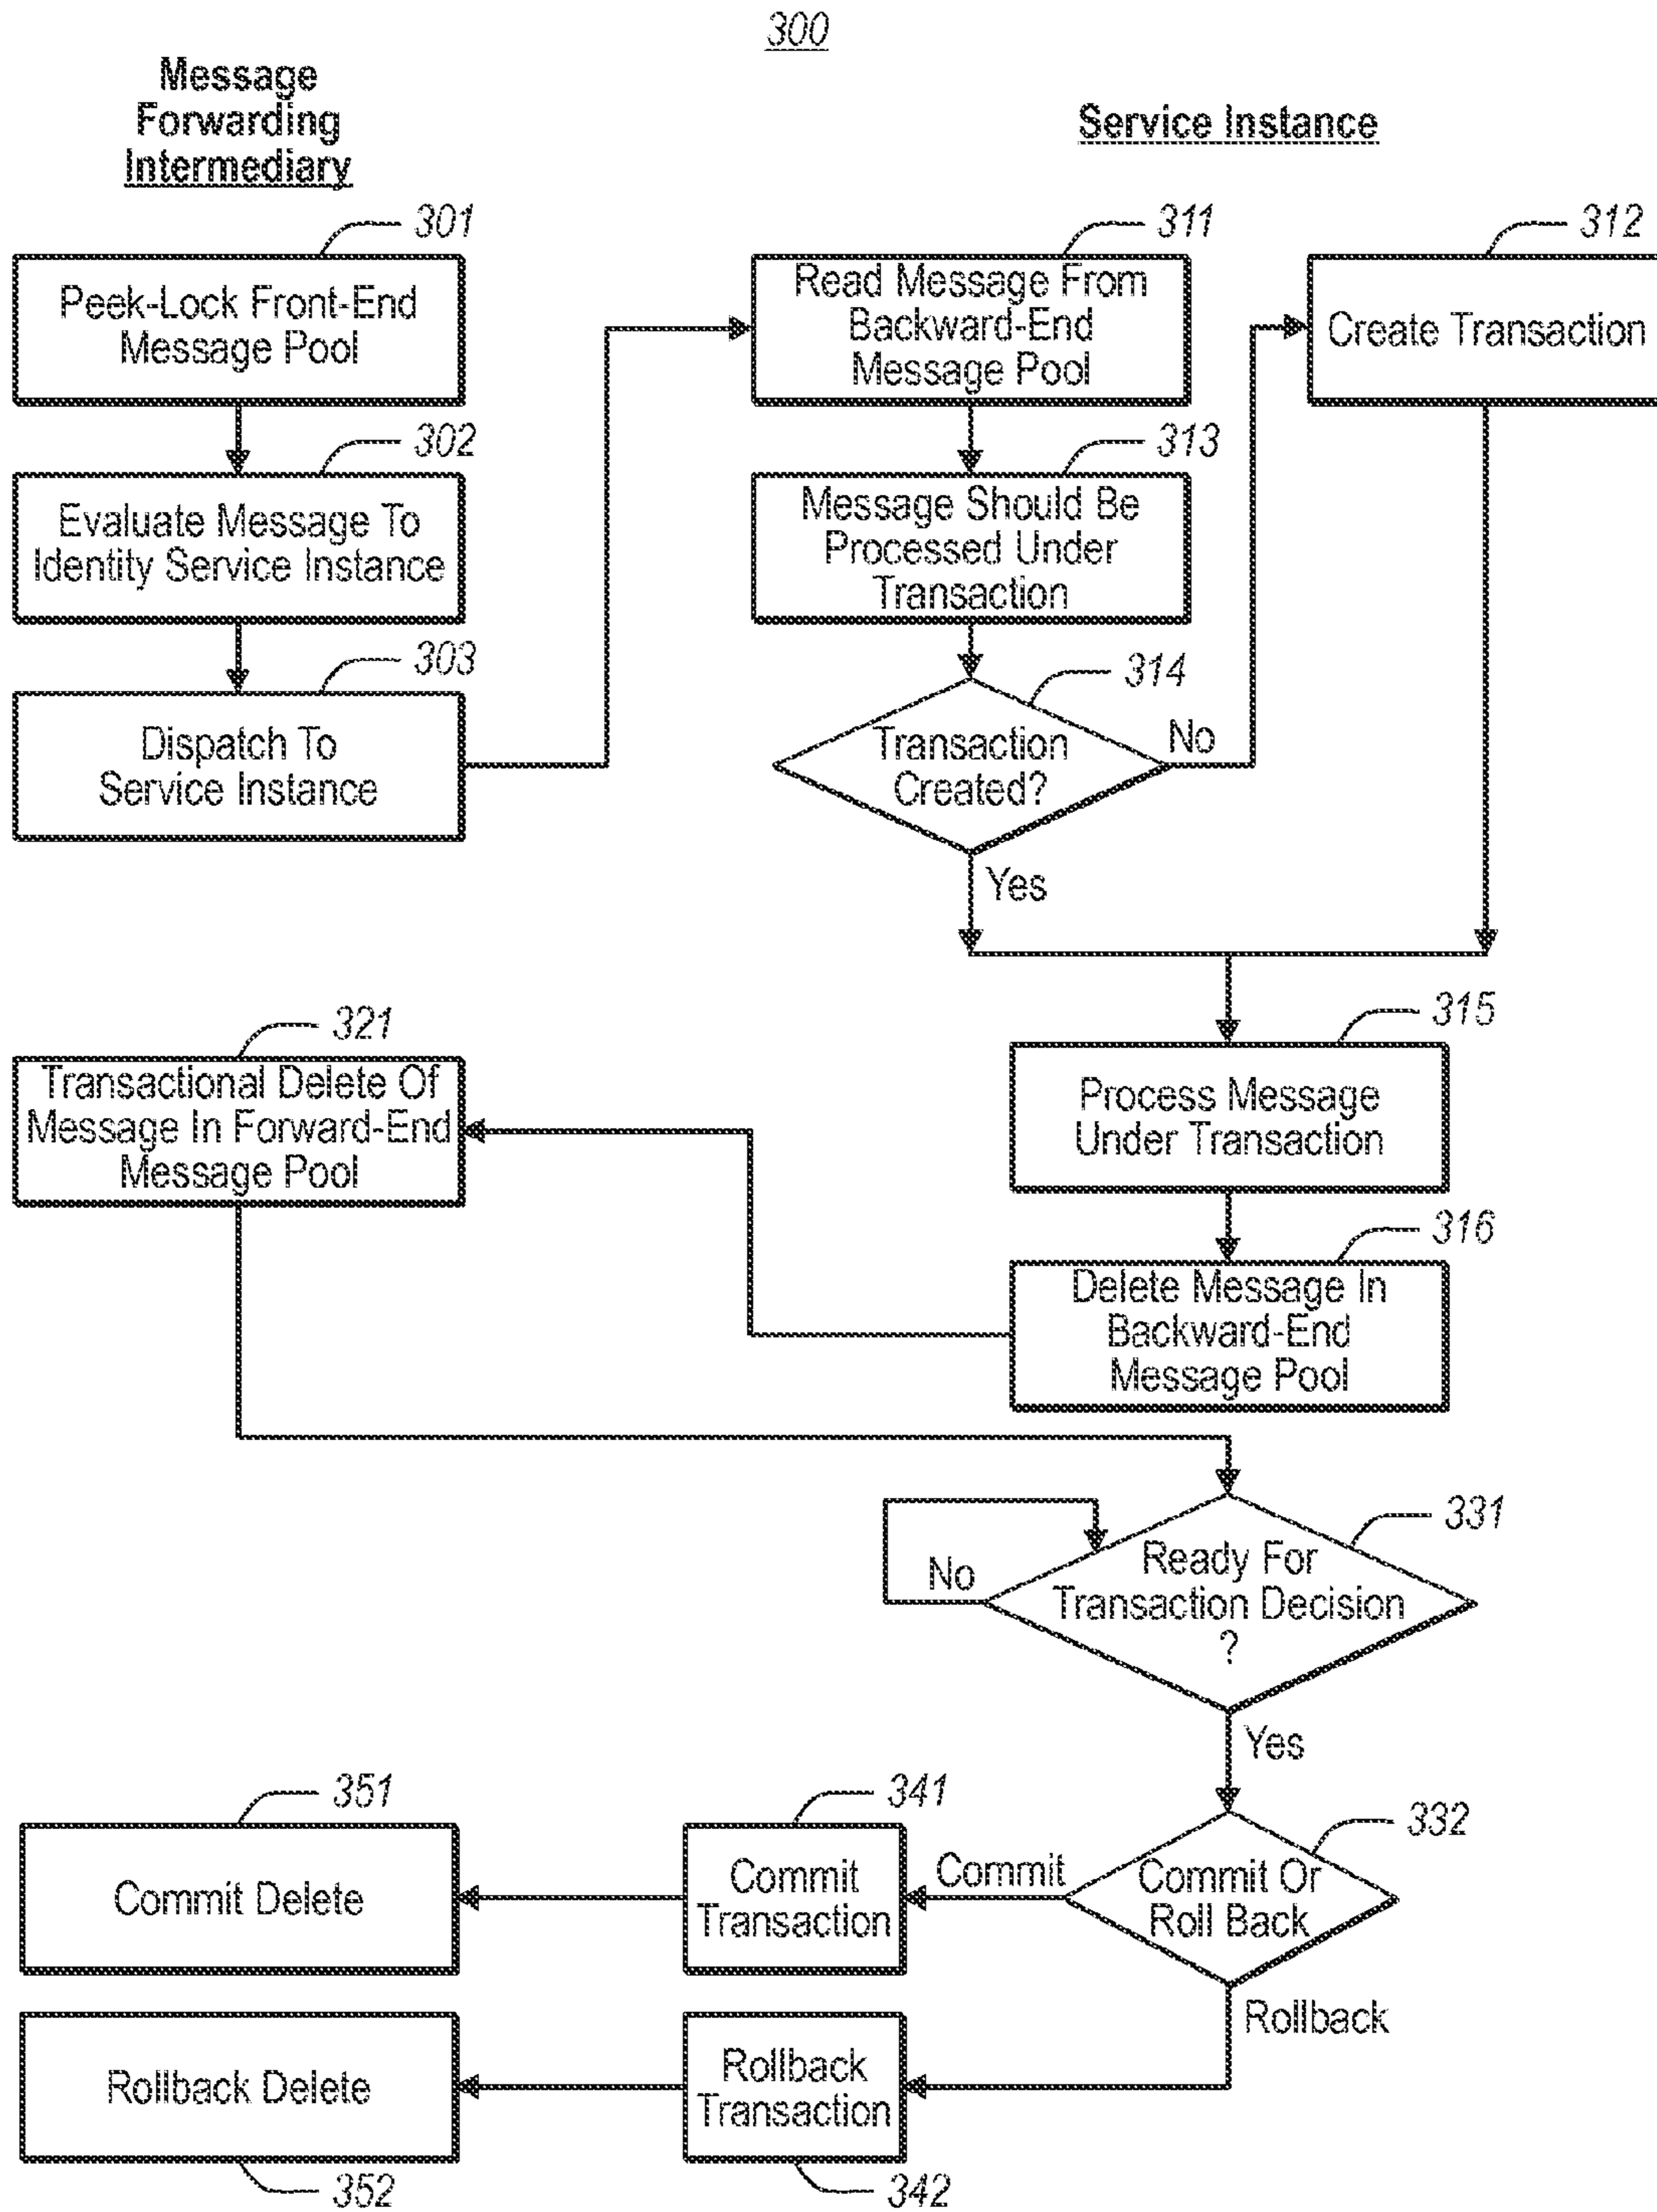 300
Message
Forwarding
Intermediary
Service Instance
301
Peek-Lock Front-End
Message Pool
302
Evaluate Message To
Identity Service Instance
303
Dispatch To
Service Instance
311
Read Message From
Backward-End
Message Pool
312
Create Transaction
313
Message Should Be
Processed Under
Transaction
314
Transaction
Created?
No
Yes
315
Process Message
Under Transaction
316
Delete Message In
Backward-End
Message Pool
321
Transactional Delete Of
Message In Forward-End
Message Pool
331
Ready For
Transaction Decision
?
No
Yes
332
Commit Or
Roll Back
Commit
Rollback
341
Commit
Transaction
351
Commit Delete
Rollback
Transaction
342
Rollback Delete
352